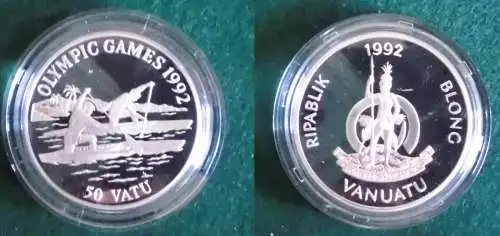 OLYMPIC GAMES 1992
50 VATU
1992
RIPABLIK
BLONG
VANUATU